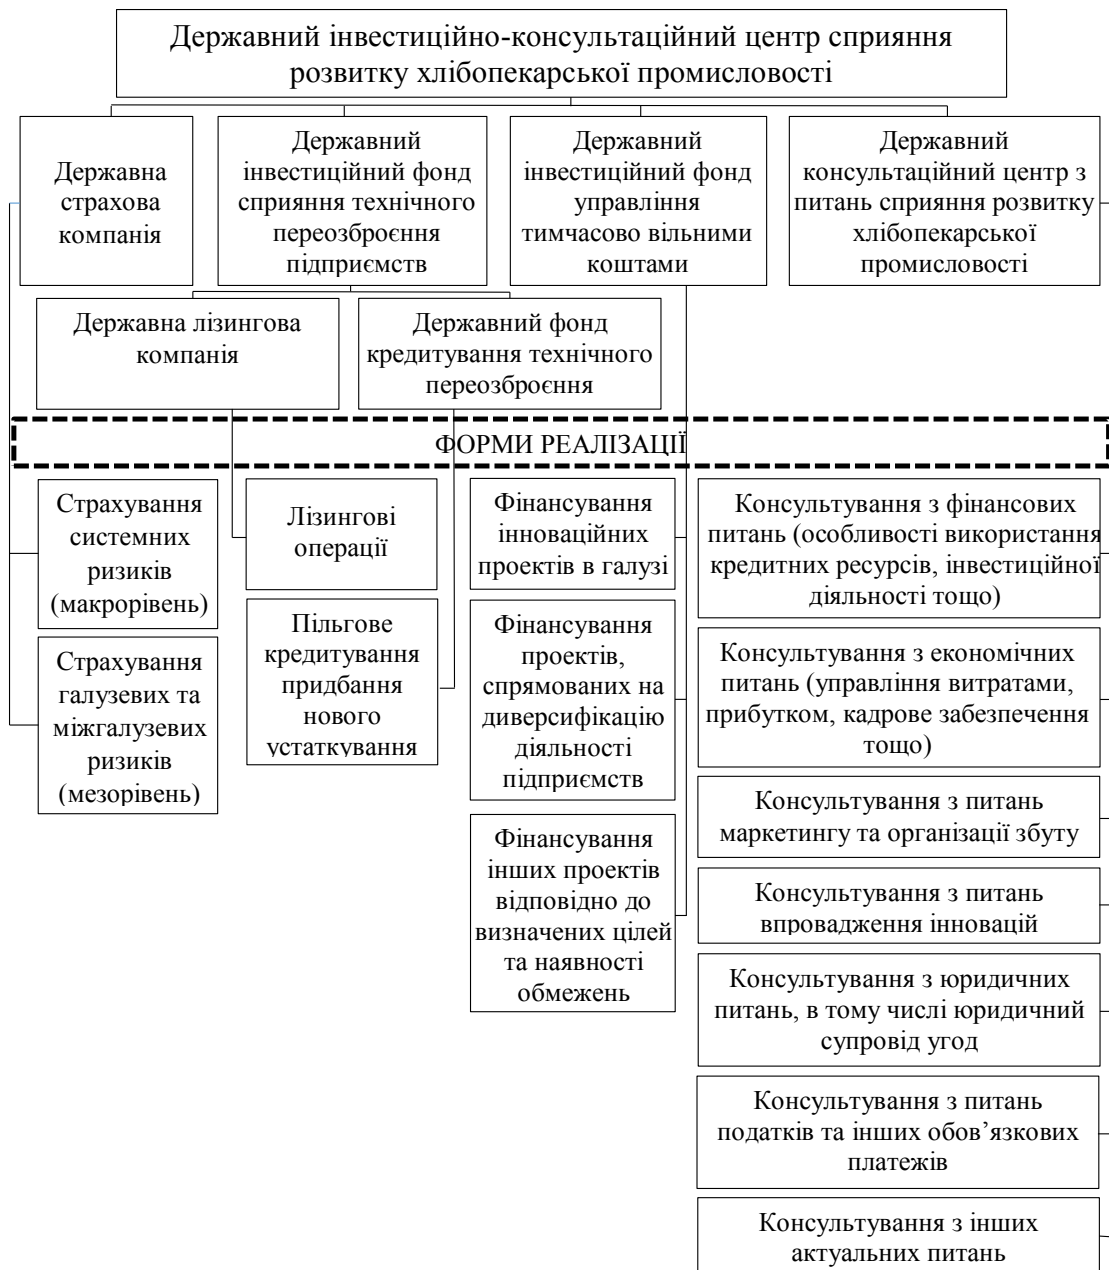 Державний інвестиційно-консультаційний центр сприяння
розвитку хлібопекарської промисловості
Державна
страхова
компанія
Державний
інвестиційний фонд
сприяння технічного
переозброєння
підприємств
Державний
інвестиційний фонд
управління
тимчасово вільними
коштами
Державний
консультаційний центр з
питань сприяння розвитку
хлібопекарської
промисловості
Державна лізингова
компанія
Державний фонд
кредитування технічного
переозброєння
ФОРМИ РЕАЛІЗАЦІЇ
Страхування
системних
ризиків
(макрорівень)
Страхування
галузевих та
міжгалузевих
ризиків
(мезорівень)
Лізингові
операції
Пільгове
кредитування
придбання
нового
устаткування
Фінансування
інноваційних
проектів в галузі
Фінансування
проектів,
спрямованих на
диверсифікацію
діяльності
підприємств
Фінансування
інших проектів
відповідно до
визначених цілей
та наявності
обмежень
Консультування з фінансових
питань (особливості використання
кредитних ресурсів, інвестиційної
діяльності тощо)
Консультування з економічних
питань (управління витратами,
прибутком, кадрове забезпечення
тощо)
Консультування з питань
маркетингу та організації збуту
Консультування з питань
впровадження інновацій
Консультування з юридичних
питань, в тому числі юридичний
супровід угод
Консультування з питань
податків та інших обов’язкових
платежів
Консультування з інших
актуальних питань